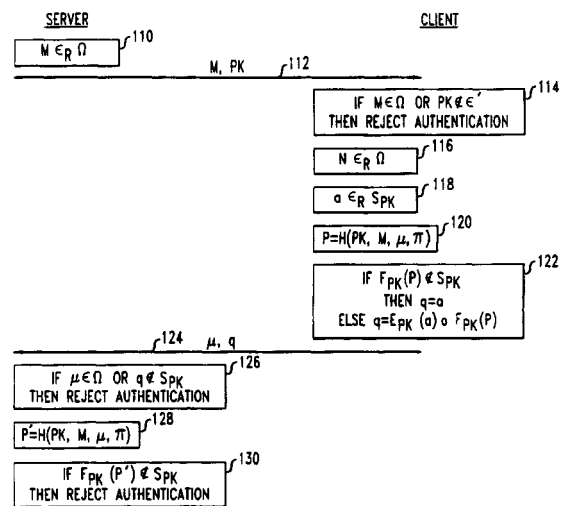 SERVER
CLIENT
M ∈R Ω
110
M, PK
112
114
IF M∈Ω OR PK∉Ɛ'
THEN REJECT AUTHENTICATION
N ∈R Ω
116
a ∈R SPK
118
P=H(PK, M, μ, π)
120
122
IF FPK(P) ∉ SPK
THEN q=a
ELSE q=EPK (a) o FPK(P)
124
μ, q
126
IF μ∈Ω OR q ∉ SPK
THEN REJECT AUTHENTICATION
P'=H(PK, M, μ, π)
128
130
IF FPK (P') ∉ SPK
THEN REJECT AUTHENTICATION